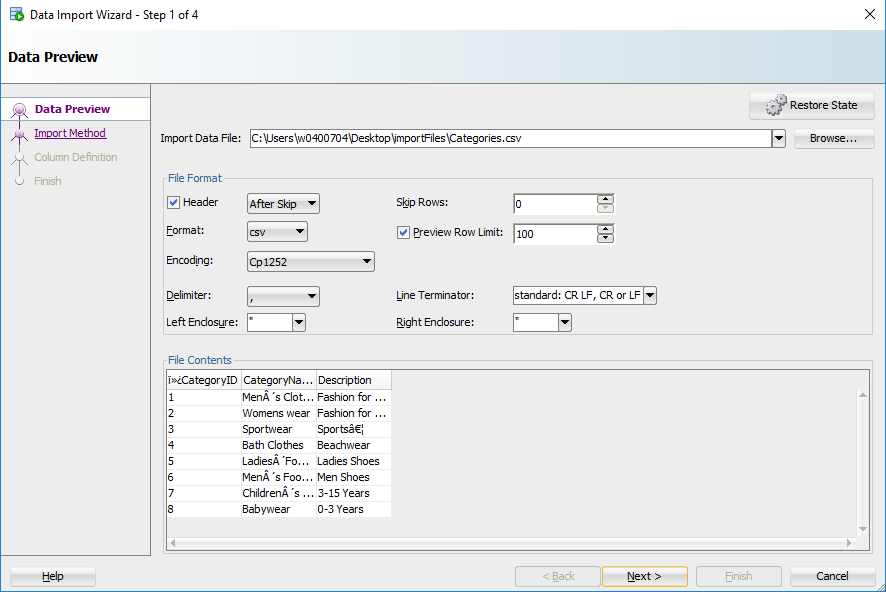 Data Import Wizard - Step 1 of 4
Data Preview
Data Preview
Import Method
Column Definition
Finish
Restore State
Import Data File: C:\Users\w0400704\Desktop\importFiles\Categories.csv Browse...
File Format
Header After Skip Skip Rows: 0
Format: csv Preview Row Limit: 100
Encoding: Cp1252
Delimiter: , Line Terminator: standard: CR LF, CR or LF
Left Enclosure: " Right Enclosure: "
File Contents
ï»¿CategoryID CategoryNa... Description
1 MenÂ´s Clot... Fashion for ...
2 Womens wear Fashion for ...
3 Sportwear Sportsâ€¦
4 Bath Clothes Beachwear
5 LadiesÂ´Fo... Ladies Shoes
6 MenÂ´s Foo... Men Shoes
7 ChildrenÂ´s ... 3-15 Years
8 Babywear 0-3 Years
Help < Back Next > Finish Cancel